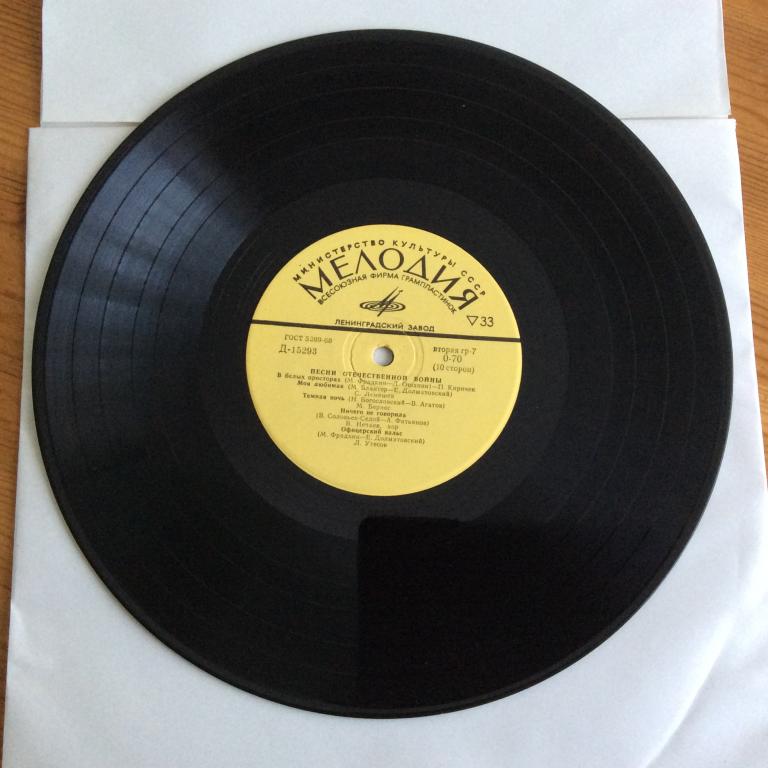 МИНИСТЕРСТВО КУЛЬТУРЫ СССР
МЕЛОДИЯ
ВСЕСОЮЗНАЯ ФИРМА ГРАМПЛАСТИНОК
▽33
ЛЕНИНГРАДСКИЙ ЗАВОД
ГОСТ 5289-68
Д-15293
вторая гр-7
0-70
(10 сторон)
ПЕСНИ ОТЕЧЕСТВЕННОЙ ВОЙНЫ
В белых просторах (М. Фрадкин—Л. Ошанин)—П. Киричек
Моя любимая (М. Блантер—Е. Долматовский)
С. Лемешев
Темная ночь (Н. Богословский—В. Агатов)
М. Бернес
Ничего не говорила
(В. Соловьев-Седой—А. Фатьянов)
В. Нечаев, хор
Офицерский вальс
(М. Фрадкин—Е. Долматовский)
Л. Утесов